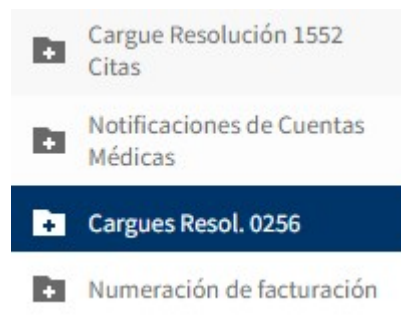 Cargue Resolución 1552
Citas
Notificaciones de Cuentas
Médicas
Cargues Resol. 0256
Numeración de facturación